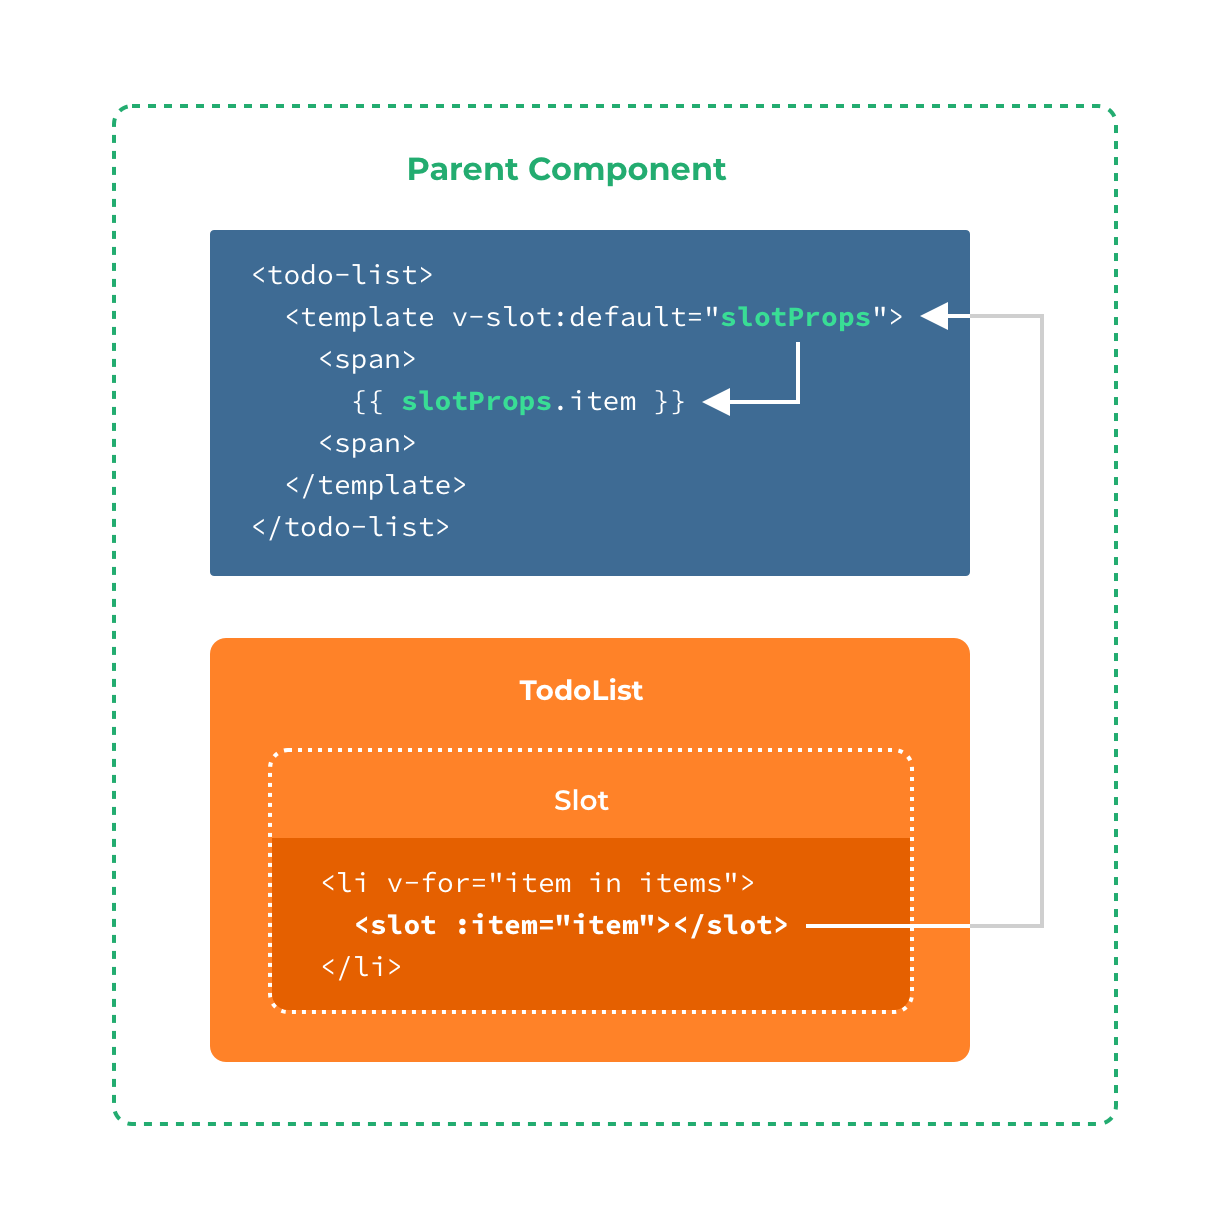 Parent Component
<todo-list>
<template v-slot:default="slotProps">
<span>
{{ slotProps.item }}
<span>
</template>
</todo-list>
TodoList
Slot
<li v-for="item in items">
<slot :item="item"></slot>
</li>